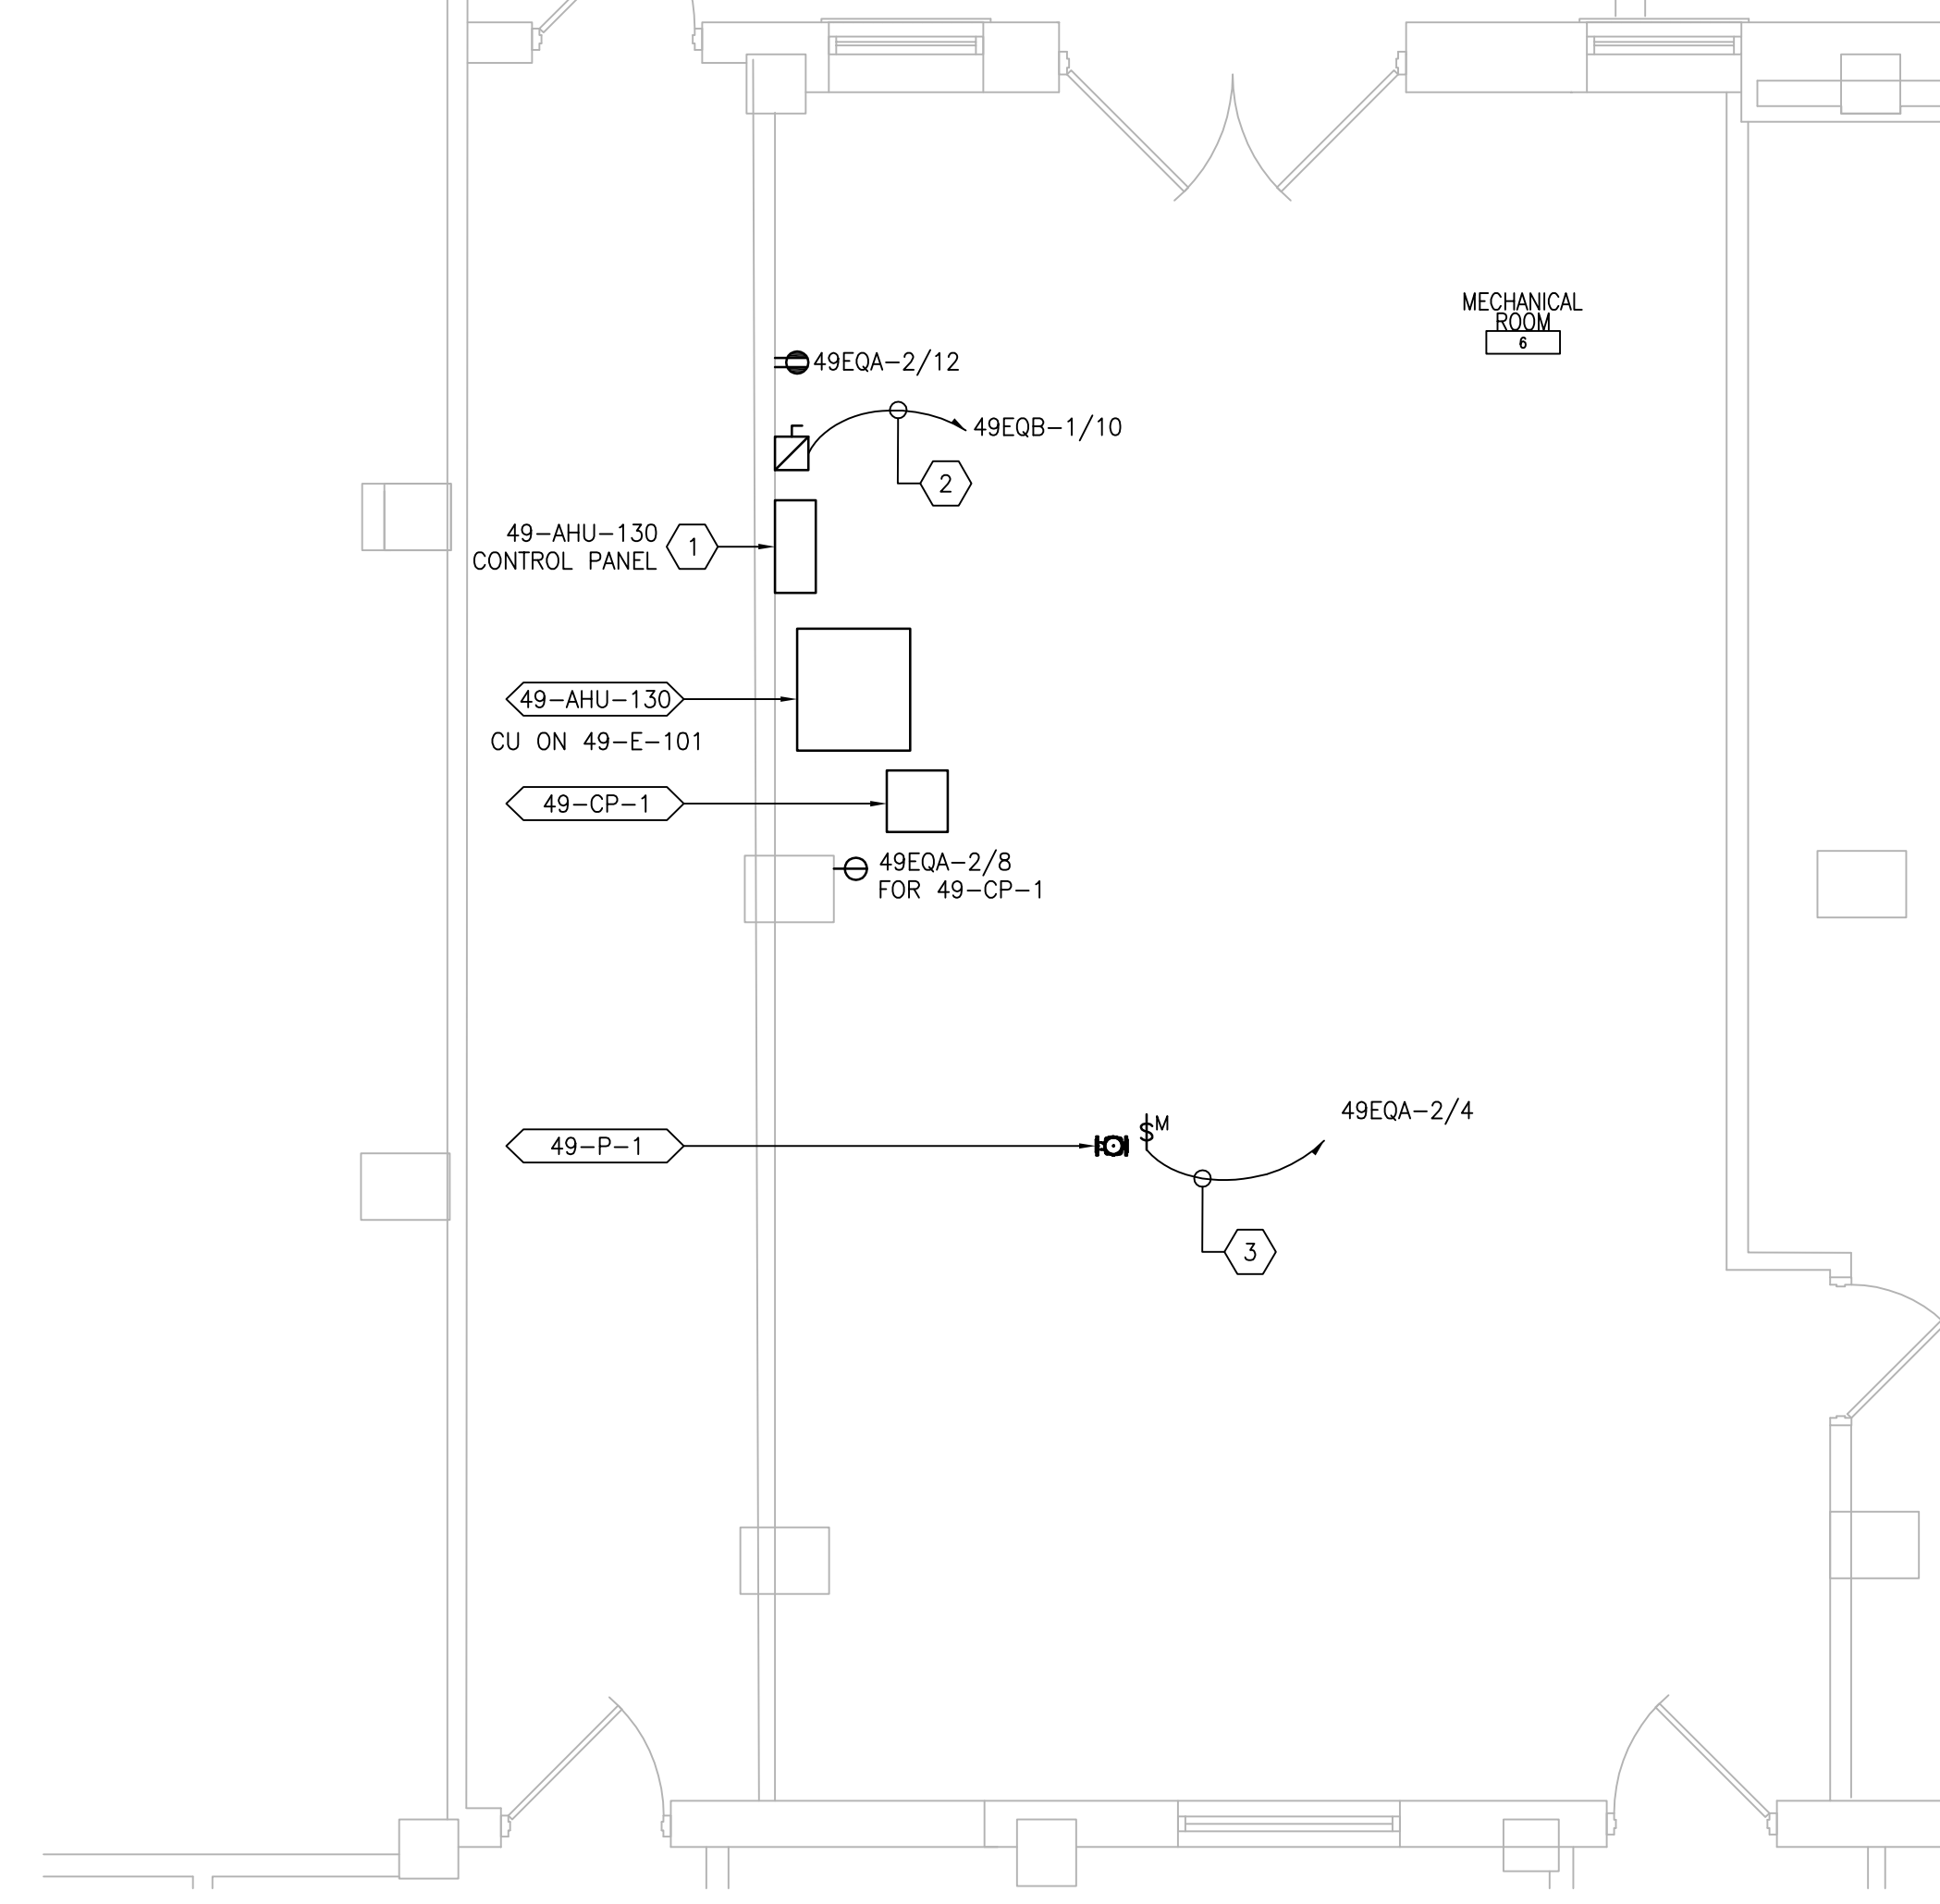 MECHANICAL
ROOM
6
49EQA-2/12
49EQB-1/10
2
49-AHU-130
CONTROL PANEL
1
49-AHU-130
CU ON 49-E-101
49-CP-1
49EQA-2/8
FOR 49-CP-1
49EQA-2/4
$M
49-P-1
3